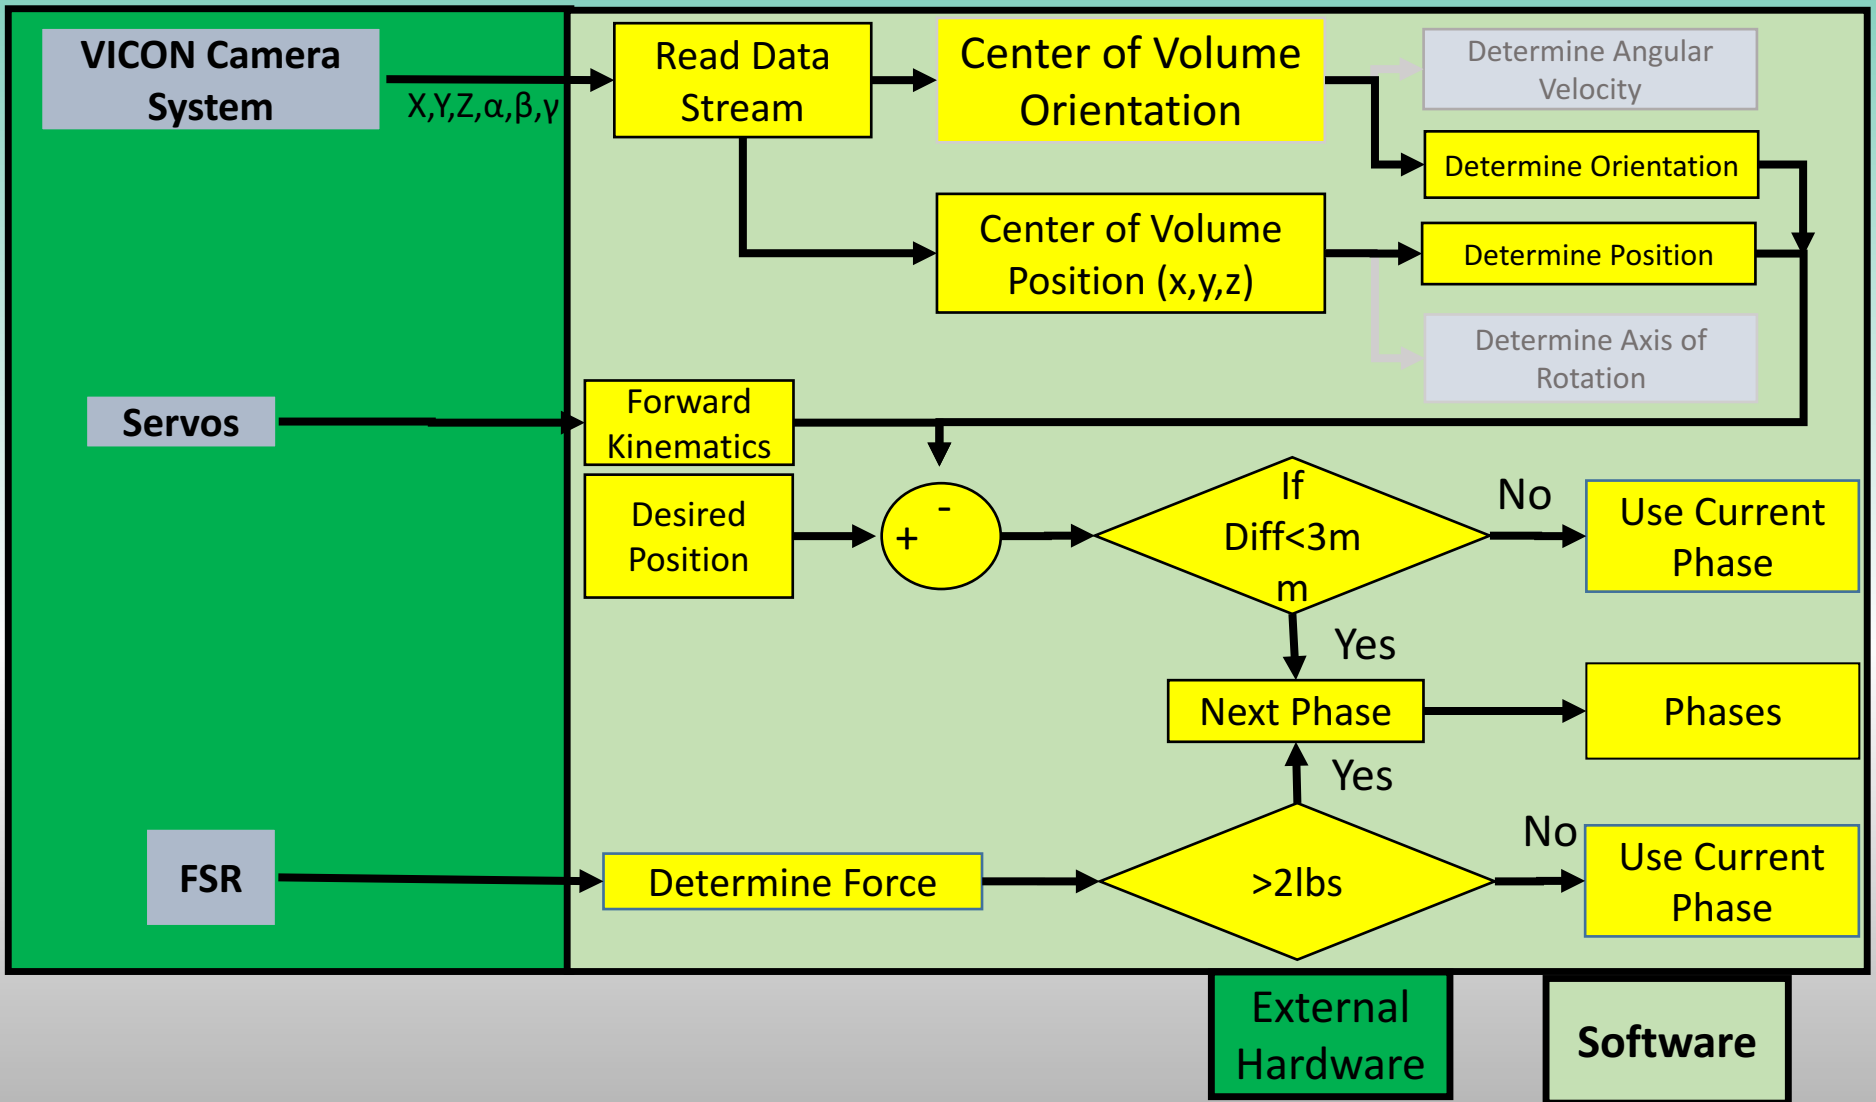 VICON Camera
System
X,Y,Z,α,β,γ
Read Data
Stream
Center of Volume
Orientation
Determine Angular
Velocity
Determine Orientation
Center of Volume
Position (x,y,z)
Determine Position
Determine Axis of
Rotation
Servos
Forward
Kinematics
Desired
Position
+
-
If
Diff<3m
m
No
Use Current
Phase
Yes
Next Phase
Phases
Yes
FSR
Determine Force
>2lbs
No
Use Current
Phase
External
Hardware
Software